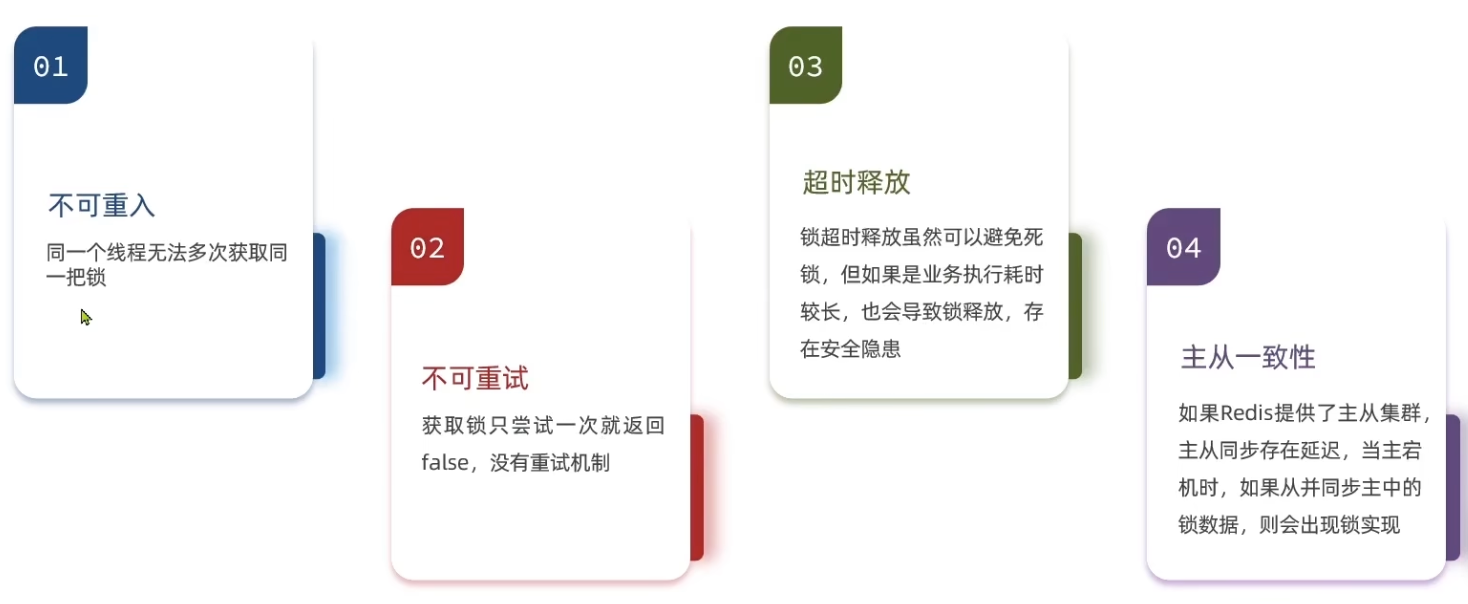 01
不可重入
同一个线程无法多次获取同
一把锁
02
不可重试
获取锁只尝试一次就返回
false，没有重试机制
03
超时释放
锁超时释放虽然可以避免死
锁，但如果是业务执行耗时
较长，也会导致锁释放，存
在安全隐患
04
主从一致性
如果Redis提供了主从集群，
主从同步存在延迟，当主宕
机时，如果从并同步主中的
锁数据，则会出现锁实现